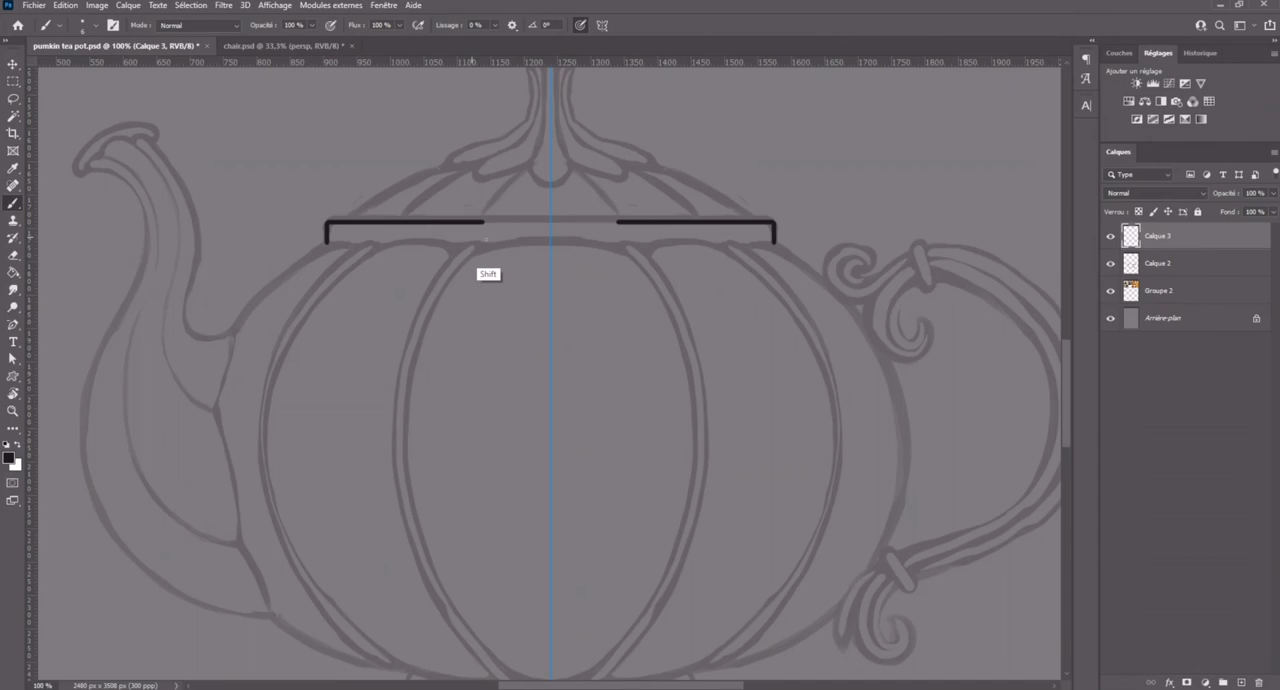 Fichier Edition Image Calque Texte Sélection Filtre 3D Affichage Modules externes Fenêtre Aide
6 Mode : Normal Opacité : 100 % Flux : 100 % Lissage : 0 % 0°
pumkin tea pot.psd @ 100% (Calque 3, RVB/8) * × chair.psd @ 33,3% (persp, RVB/8) * ×
500 550 600 650 700 750 800 850 900 950 1000 1050 1100 1150 1200 1250 1300 1350 1400 1450 1500 1550 1600 1650 1700 1750 1800 1850 1900 1950
Couches Réglages Historique
Ajouter un réglage
Calques
Type
Normal Opacité : 100 %
Verrou : Fond : 100 %
Calque 3
Calque 2
Groupe 2
Arrière-plan
Shift
100 % 2480 px x 3508 px (300 ppp)